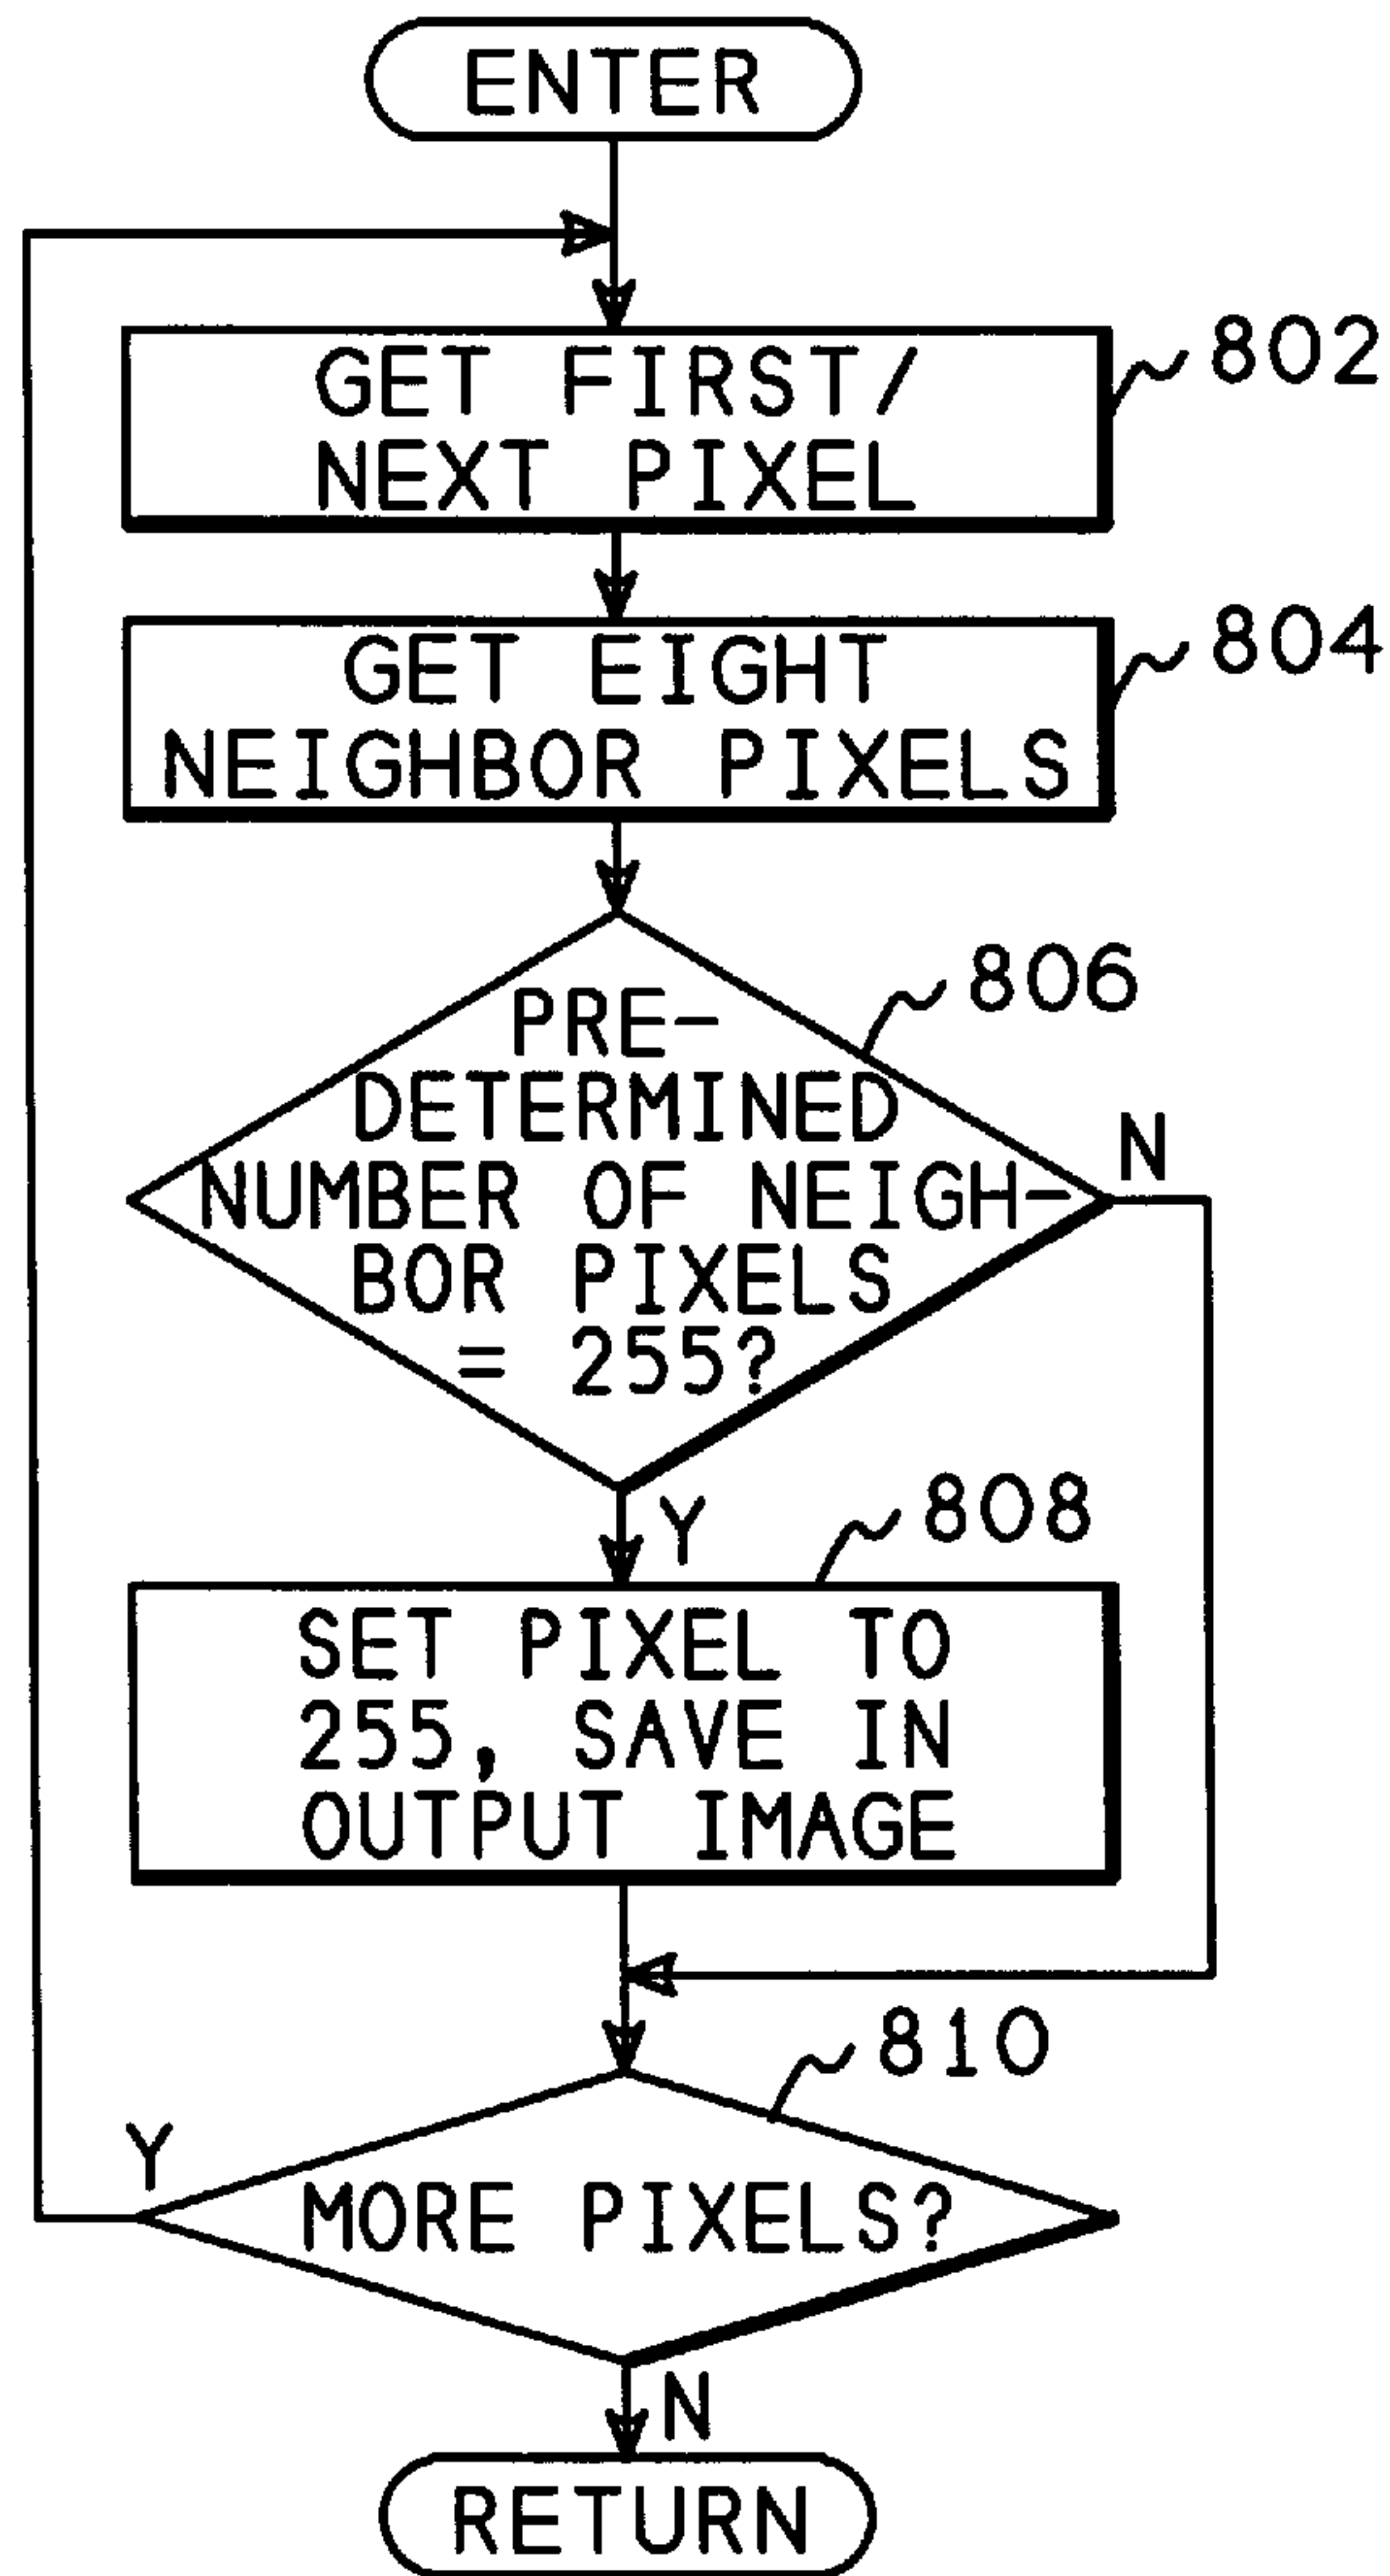 ENTER
GET FIRST/
NEXT PIXEL
802
GET EIGHT
NEIGHBOR PIXELS
804
PRE-
DETERMINED
NUMBER OF NEIGH-
BOR PIXELS
= 255?
806
N
Y
SET PIXEL TO
255, SAVE IN
OUTPUT IMAGE
808
MORE PIXELS?
810
Y
N
RETURN